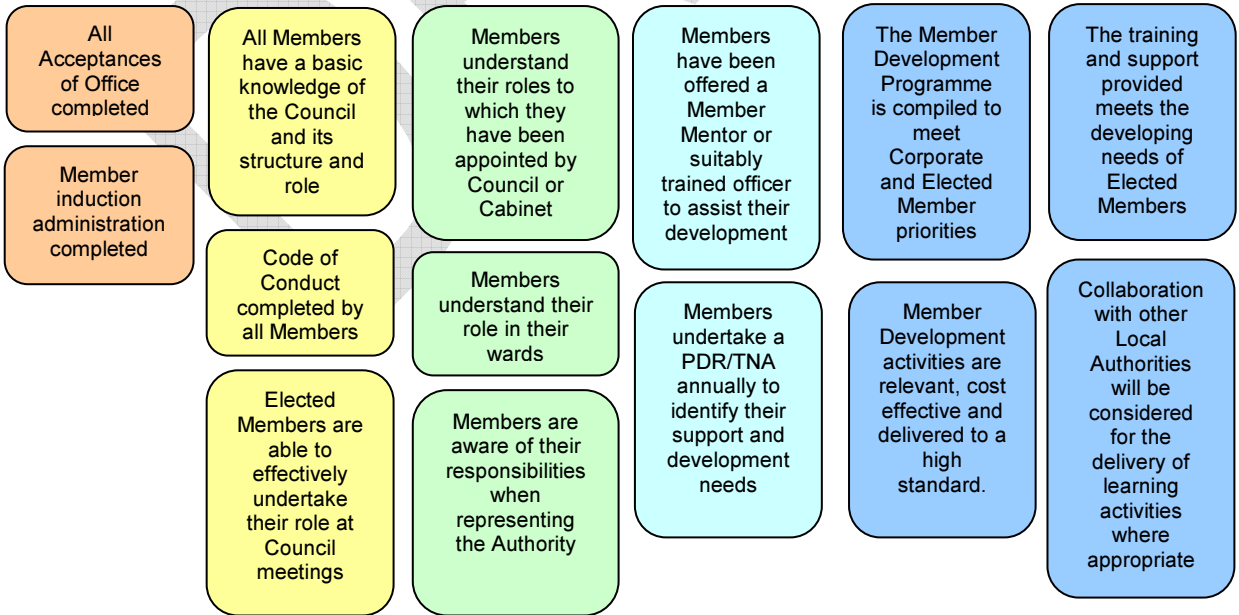 All
Acceptances
of Office
completed
Member
induction
administration
completed
All Members
have a basic
knowledge of
the Council
and its
structure and
role
Code of
Conduct
completed by
all Members
Elected
Members are
able to
effectively
undertake
their role at
Council
meetings
Members
understand
their roles to
which they
have been
appointed by
Council or
Cabinet
Members
understand their
role in their
wards
Members are
aware of their
responsibilities
when
representing
the Authority
Members
have been
offered a
Member
Mentor or
suitably
trained officer
to assist their
development
Members
undertake a
PDR/TNA
annually to
identify their
support and
development
needs
The Member
Development
Programme
is compiled to
meet
Corporate
and Elected
Member
priorities
Member
Development
activities are
relevant, cost
effective and
delivered to a
high
standard.
The training
and support
provided
meets the
developing
needs of
Elected
Members
Collaboration
with other
Local
Authorities
will be
considered
for the
delivery of
learning
activities
where
appropriate